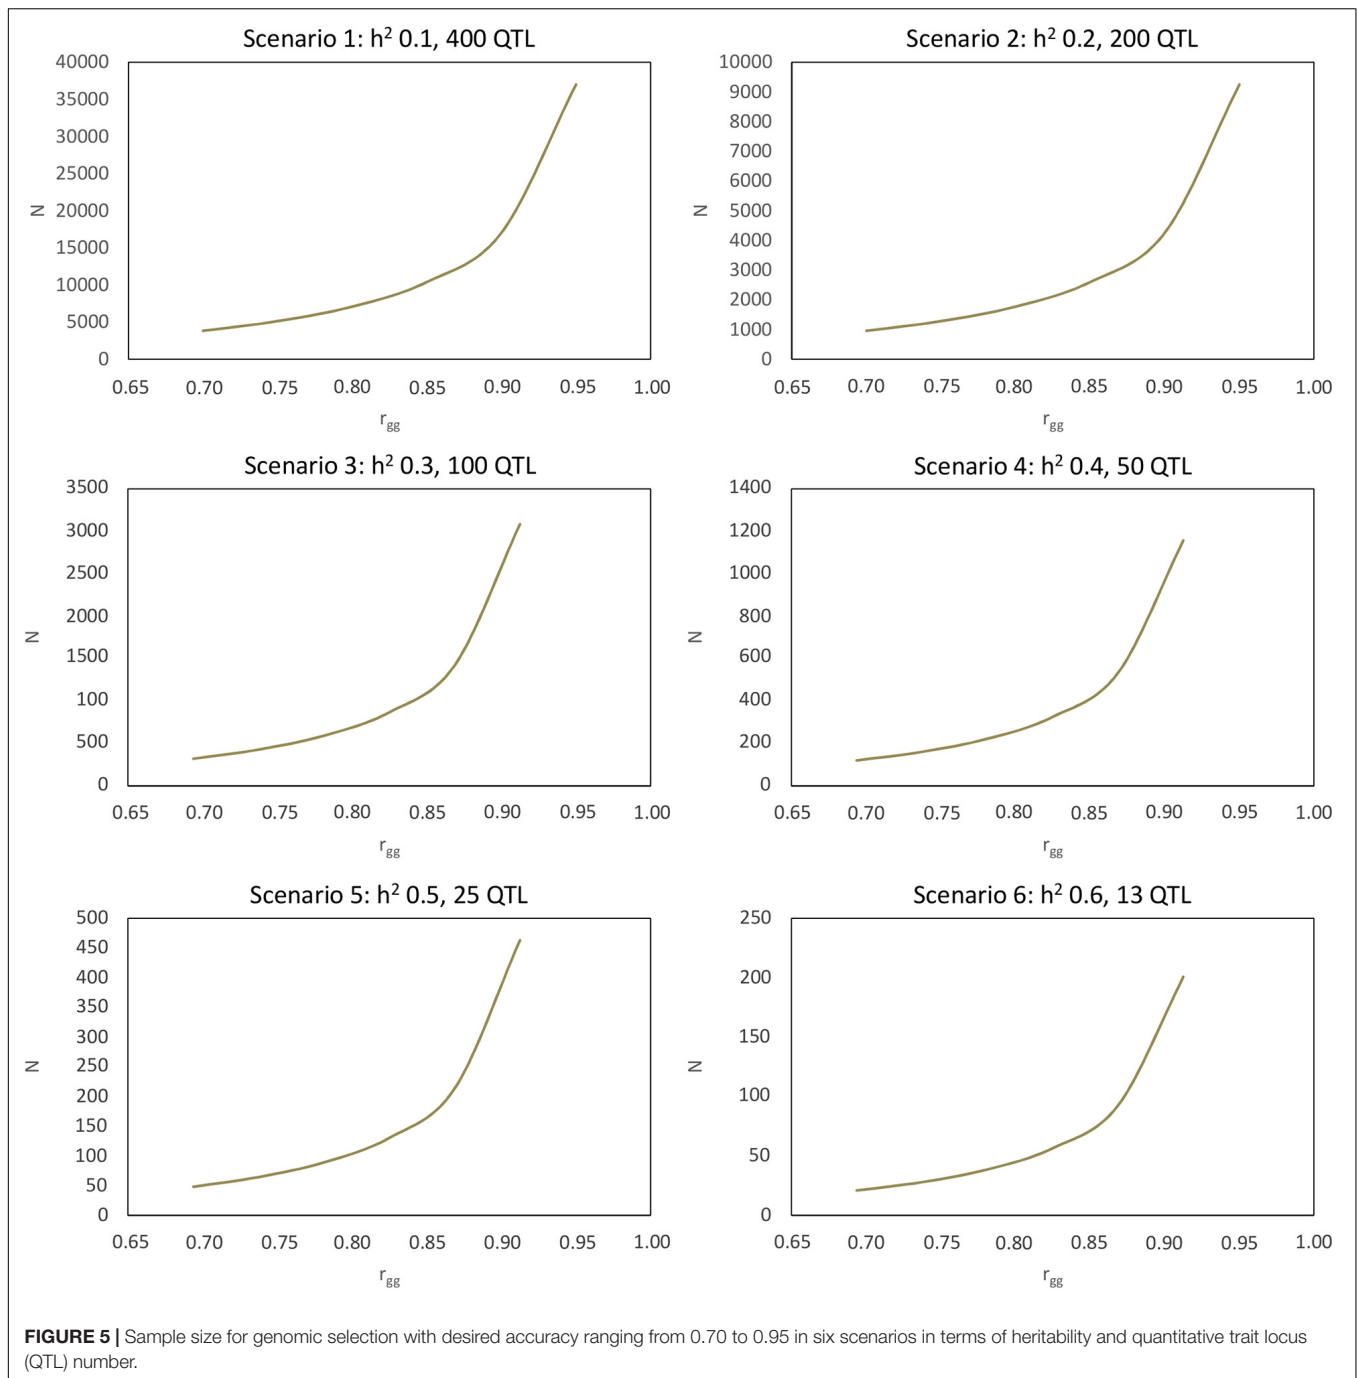 Scenario 1: h² 0.1, 400 QTL
40000
35000
30000
25000
20000
15000
10000
5000
0
N
0.65 0.70 0.75 0.80 0.85 0.90 0.95 1.00
rgg
Scenario 2: h² 0.2, 200 QTL
10000
9000
8000
7000
6000
5000
4000
3000
2000
1000
0
N
0.65 0.70 0.75 0.80 0.85 0.90 0.95 1.00
rgg
Scenario 3: h² 0.3, 100 QTL
3500
3000
2500
2000
1500
100
500
0
N
0.65 0.70 0.75 0.80 0.85 0.90 0.95 1.00
rgg
Scenario 4: h² 0.4, 50 QTL
1400
1200
1000
800
600
400
200
0
N
0.65 0.70 0.75 0.80 0.85 0.90 0.95 1.00
rgg
Scenario 5: h² 0.5, 25 QTL
500
450
400
350
300
250
200
150
100
50
0
N
0.65 0.70 0.75 0.80 0.85 0.90 0.95 1.00
rgg
Scenario 6: h² 0.6, 13 QTL
250
200
150
100
50
0
N
0.65 0.70 0.75 0.80 0.85 0.90 0.95 1.00
rgg
FIGURE 5 | Sample size for genomic selection with desired accuracy ranging from 0.70 to 0.95 in six scenarios in terms of heritability and quantitative trait locus
(QTL) number.